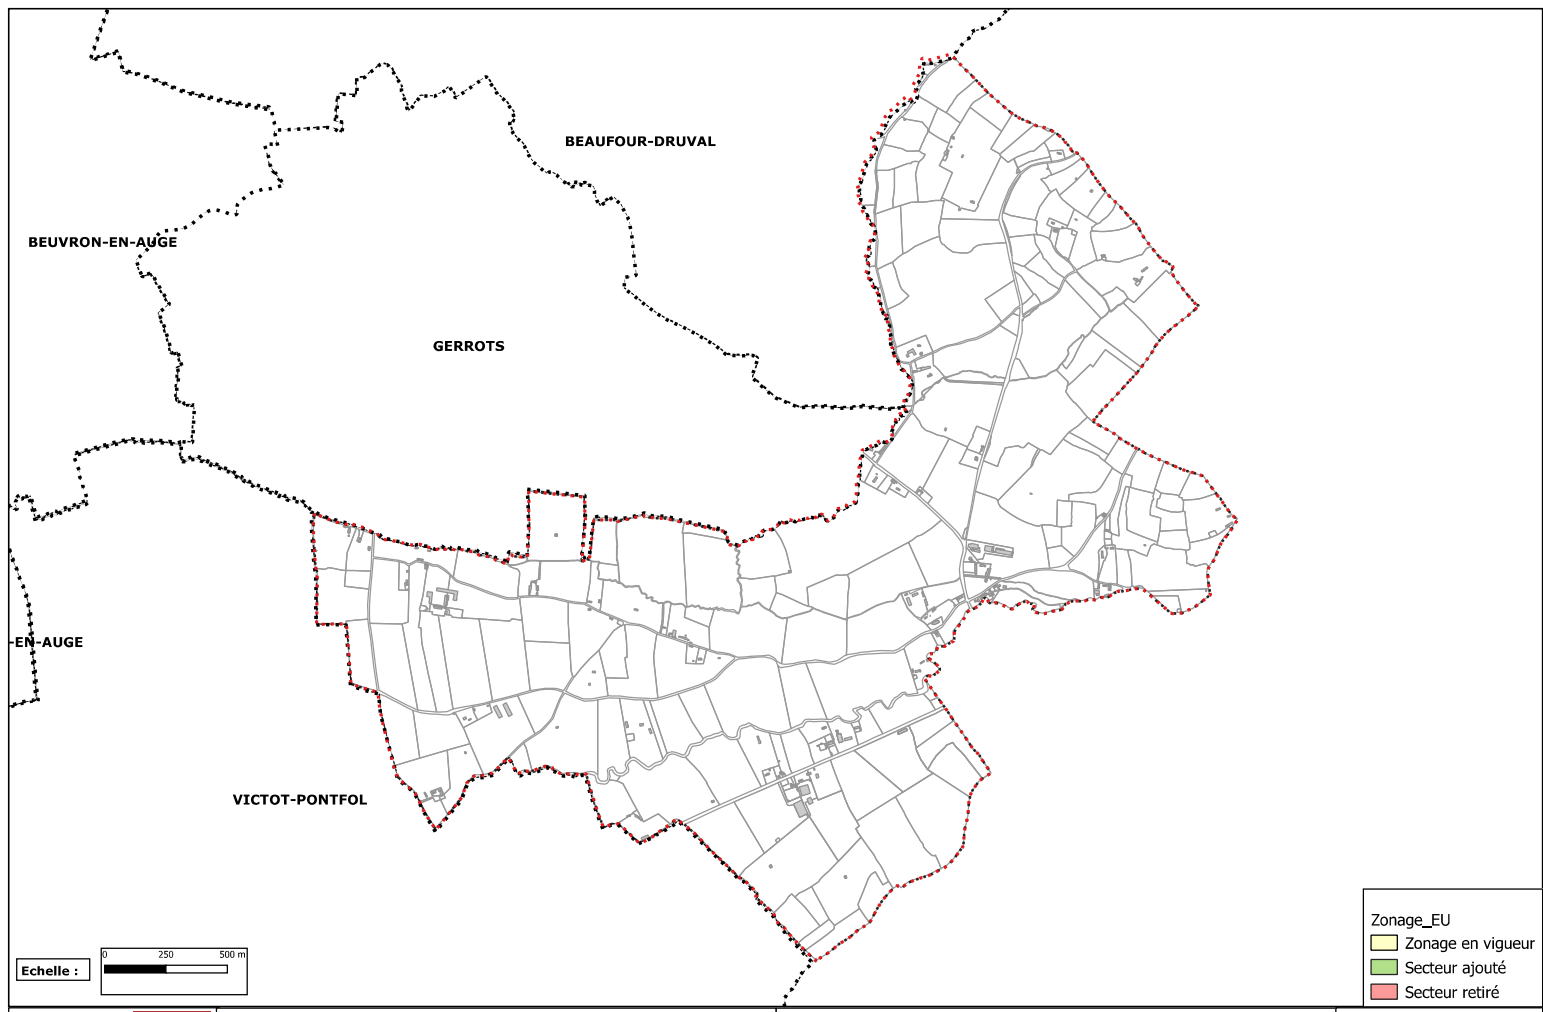 BEAUFOUR-DRUVAL
BEUVRON-EN-AUGE
GERROTS
-EN-AUGE
VICTOT-PONTFOL
Zonage_EU
Zonage en vigueur
Secteur ajouté
Secteur retiré
Echelle :
0 250 500 m